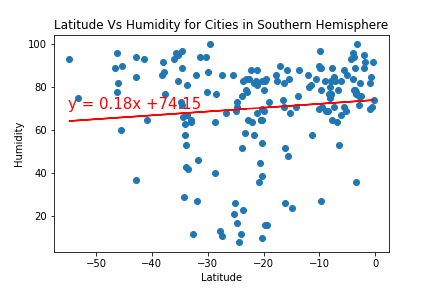 Latitude Vs Humidity for Cities in Southern Hemisphere
100
80
60
40
20
Humidity
y = 0.18x +74.15
−50
−40
−30
−20
−10
0
Latitude